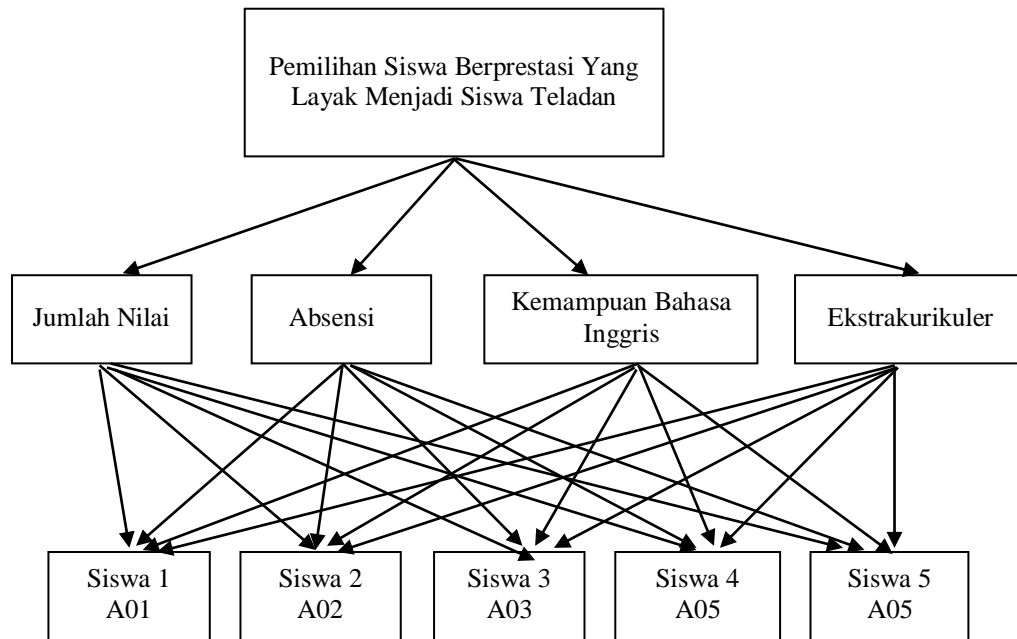 Pemilihan Siswa Berprestasi Yang
Layak Menjadi Siswa Teladan
Jumlah Nilai
Absensi
Kemampuan Bahasa
Inggris
Ekstrakurikuler
Siswa 1
A01
Siswa 2
A02
Siswa 3
A03
Siswa 4
A05
Siswa 5
A05